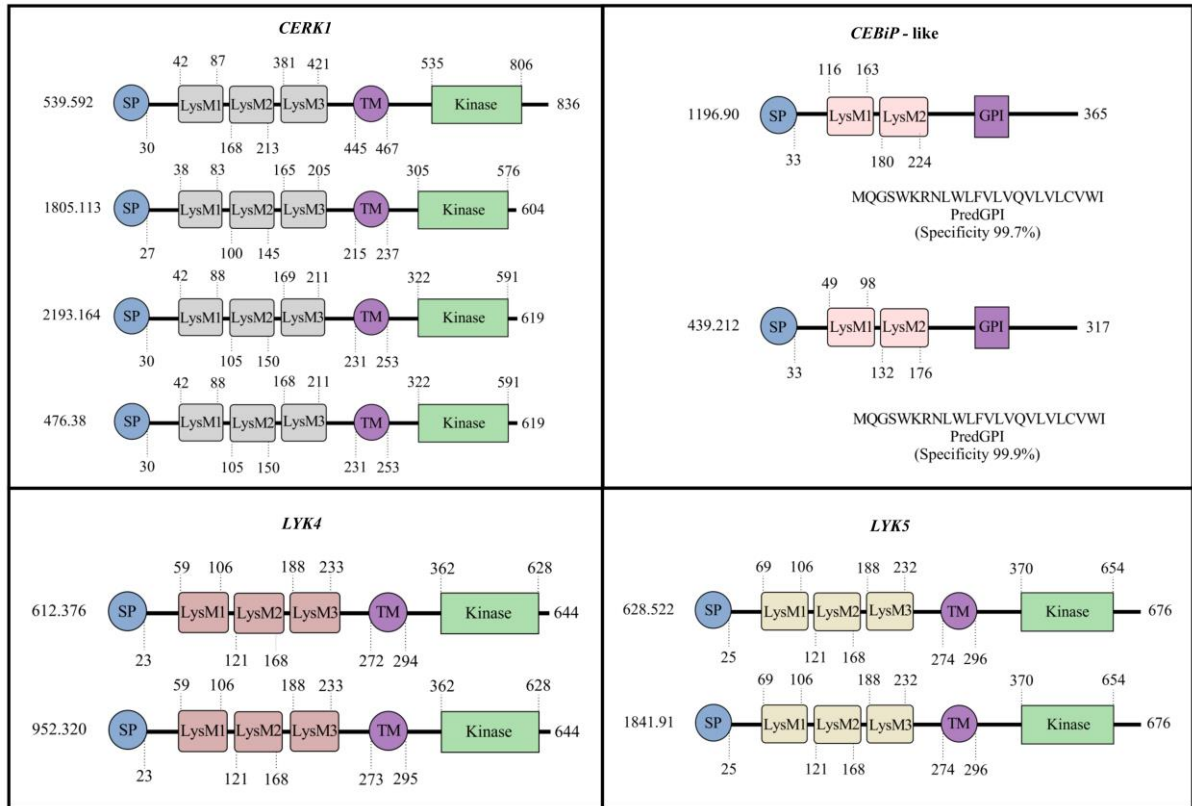 CERK1
42 87 381 421 535 806
539.592 SP LysM1 LysM2 LysM3 TM Kinase 836
30 168 213 445 467
38 83 165 205 305 576
1805.113 SP LysM1 LysM2 LysM3 TM Kinase 604
27 100 145 215 237
42 88 169 211 322 591
2193.164 SP LysM1 LysM2 LysM3 TM Kinase 619
30 105 150 231 253
42 88 168 211 322 591
476.38 SP LysM1 LysM2 LysM3 TM Kinase 619
30 105 150 231 253
CEBiP - like
116 163
1196.90 SP LysM1 LysM2 GPI 365
33 180 224
MQGSWKRNLWLFVLVQVLVLCVWI
PredGPI
(Specificity 99.7%)
49 98
439.212 SP LysM1 LysM2 GPI 317
33 132 176
MQGSWKRNLWLFVLVQVLVLCVWI
PredGPI
(Specificity 99.9%)
LYK4
59 106 188 233 362 628
612.376 SP LysM1 LysM2 LysM3 TM Kinase 644
23 121 168 272 294
59 106 188 233 362 628
952.320 SP LysM1 LysM2 LysM3 TM Kinase 644
23 121 168 273 295
LYK5
69 106 188 232 370 654
628.522 SP LysM1 LysM2 LysM3 TM Kinase 676
25 121 168 274 296
69 106 188 232 370 654
1841.91 SP LysM1 LysM2 LysM3 TM Kinase 676
25 121 168 274 296